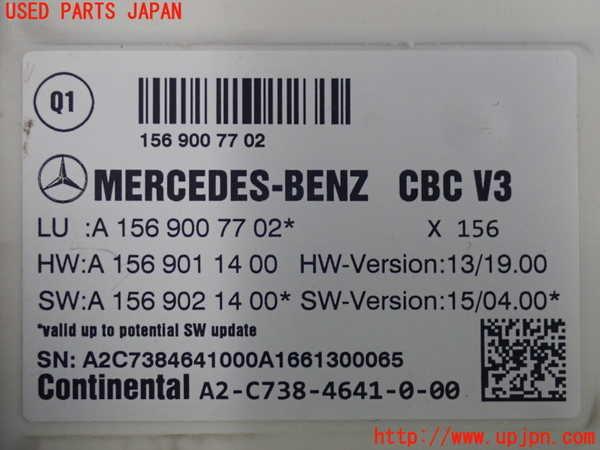 USED PARTS JAPAN
Q1
156 900 77 02
MERCEDES-BENZ CBC V3
LU :A 156 900 77 02* X 156
HW:A 156 901 14 00 HW-Version:13/19.00
SW:A 156 902 14 00* SW-Version:15/04.00*
*valid up to potential SW update
SN: A2C7384641000A1661300065
Continental A2-C738-4641-0-00
http://www.upjpn.com